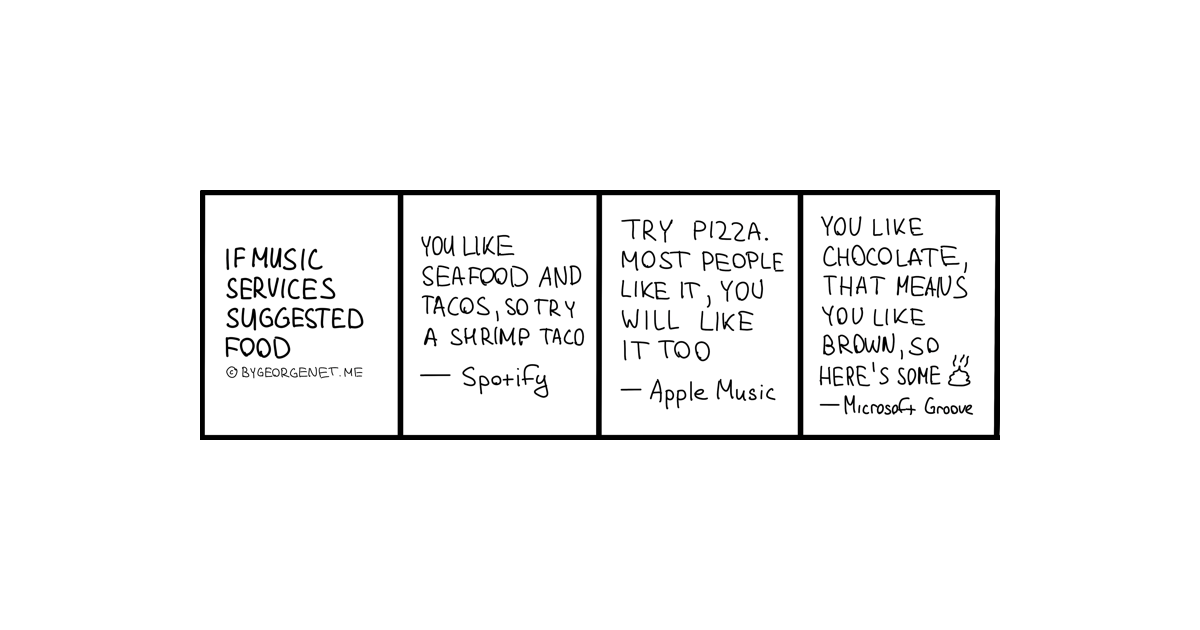 IF MUSIC
SERVICES
SUGGESTED
FOOD
© BYGEORGENET.ME
YOU LIKE
SEAFOOD AND
TACOS, SO TRY
A SHRIMP TACO
— Spotify
TRY PIZZA.
MOST PEOPLE
LIKE IT, YOU
WILL LIKE
IT TOO
— Apple Music
YOU LIKE
CHOCOLATE,
THAT MEANS
YOU LIKE
BROWN, SO
HERE'S SOME
— Microsoft Groove